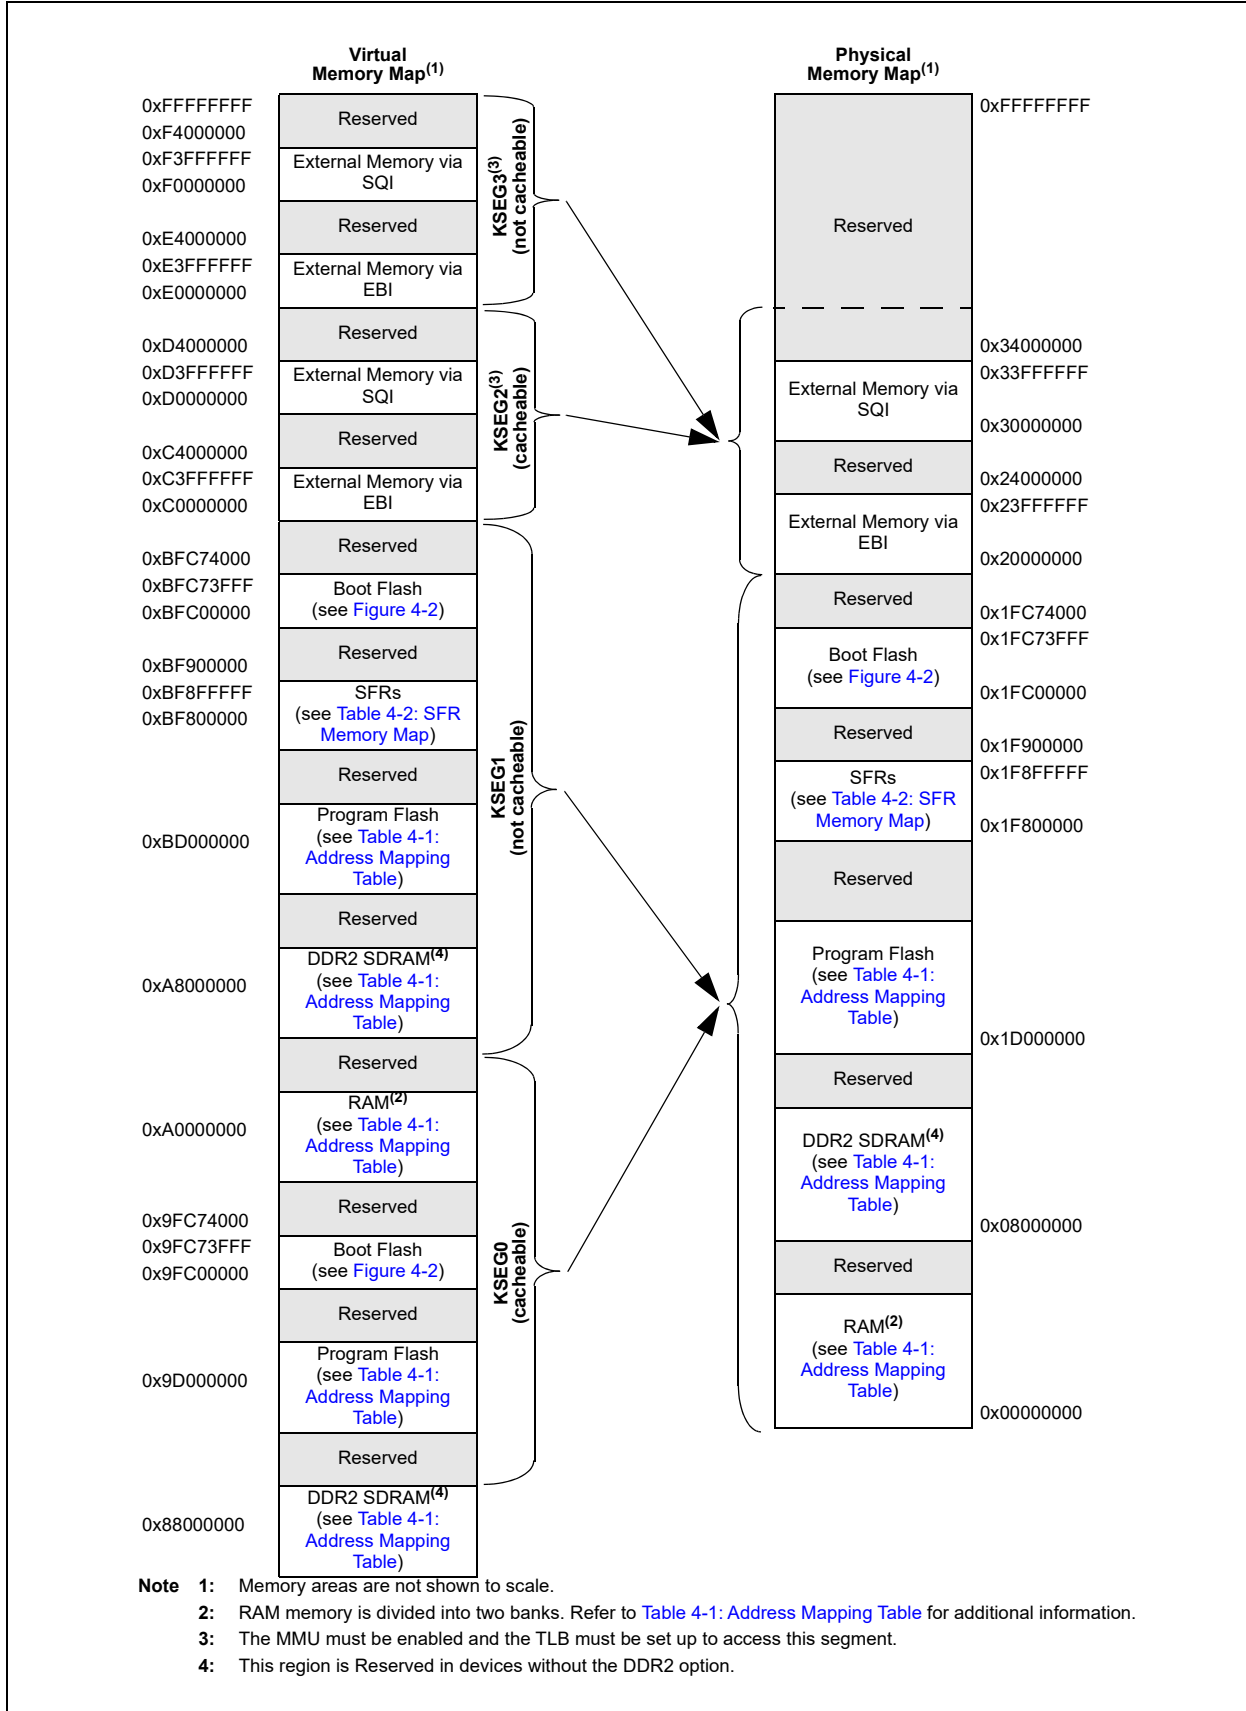 Virtual
Memory Map(1)
0xFFFFFFFF
Reserved
0xF4000000
0xF3FFFFFF
External Memory via
SQI
0xF0000000
Reserved
0xE4000000
0xE3FFFFFF
External Memory via
EBI
0xE0000000
KSEG3(3)
(not cacheable)
Reserved
0xD4000000
0xD3FFFFFF
External Memory via
SQI
0xD0000000
Reserved
0xC4000000
0xC3FFFFFF
External Memory via
EBI
0xC0000000
KSEG2(3)
(cacheable)
Reserved
0xBFC74000
0xBFC73FFF
Boot Flash
(see Figure 4-2)
0xBFC00000
Reserved
0xBF900000
0xBF8FFFFF
SFRs
(see Table 4-2: SFR
Memory Map)
0xBF800000
Reserved
Program Flash
(see Table 4-1:
Address Mapping
Table)
0xBD000000
Reserved
DDR2 SDRAM(4)
(see Table 4-1:
Address Mapping
Table)
0xA8000000
KSEG1
(not cacheable)
Reserved
RAM(2)
(see Table 4-1:
Address Mapping
Table)
0xA0000000
Reserved
0x9FC74000
0x9FC73FFF
Boot Flash
(see Figure 4-2)
0x9FC00000
Reserved
Program Flash
(see Table 4-1:
Address Mapping
Table)
0x9D000000
Reserved
DDR2 SDRAM(4)
(see Table 4-1:
Address Mapping
Table)
0x88000000
KSEG0
(cacheable)
Physical
Memory Map(1)
0xFFFFFFFF
Reserved
0x34000000
0x33FFFFFF
External Memory via
SQI
0x30000000
Reserved
0x24000000
0x23FFFFFF
External Memory via
EBI
0x20000000
Reserved
0x1FC74000
0x1FC73FFF
Boot Flash
(see Figure 4-2)
0x1FC00000
Reserved
0x1F900000
0x1F8FFFFF
SFRs
(see Table 4-2: SFR
Memory Map)
0x1F800000
Reserved
Program Flash
(see Table 4-1:
Address Mapping
Table)
0x1D000000
Reserved
DDR2 SDRAM(4)
(see Table 4-1:
Address Mapping
Table)
0x08000000
Reserved
RAM(2)
(see Table 4-1:
Address Mapping
Table)
0x00000000
Note 1: Memory areas are not shown to scale.
2: RAM memory is divided into two banks. Refer to Table 4-1: Address Mapping Table for additional information.
3: The MMU must be enabled and the TLB must be set up to access this segment.
4: This region is Reserved in devices without the DDR2 option.